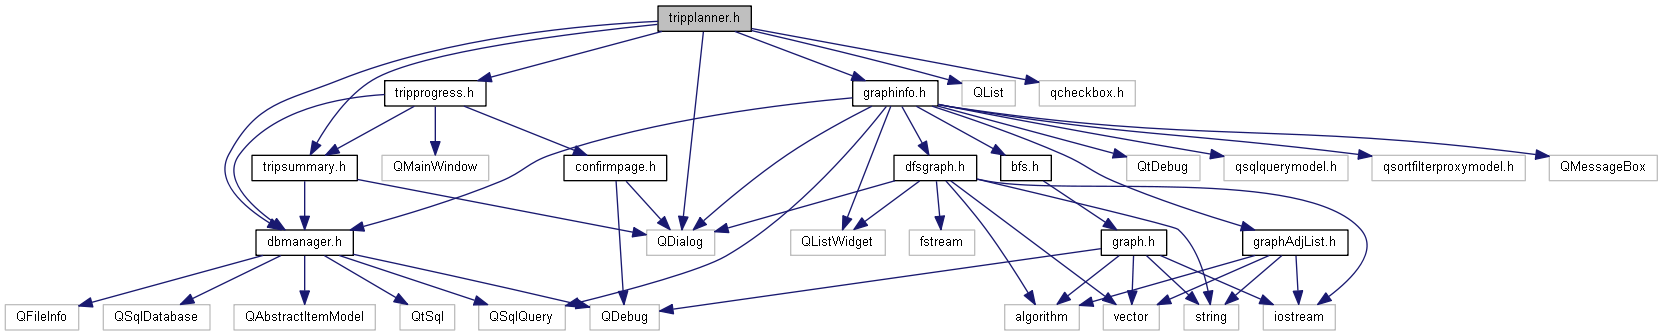 tripplanner.h
tripprogress.h
graphinfo.h
QList
qcheckbox.h
tripsummary.h
QMainWindow
confirmpage.h
dfsgraph.h
bfs.h
QtDebug
qsqlquerymodel.h
qsortfilterproxymodel.h
QMessageBox
dbmanager.h
QDialog
QListWidget
fstream
graph.h
graphAdjList.h
QFileInfo
QSqlDatabase
QAbstractItemModel
QtSql
QSqlQuery
QDebug
algorithm
vector
string
iostream